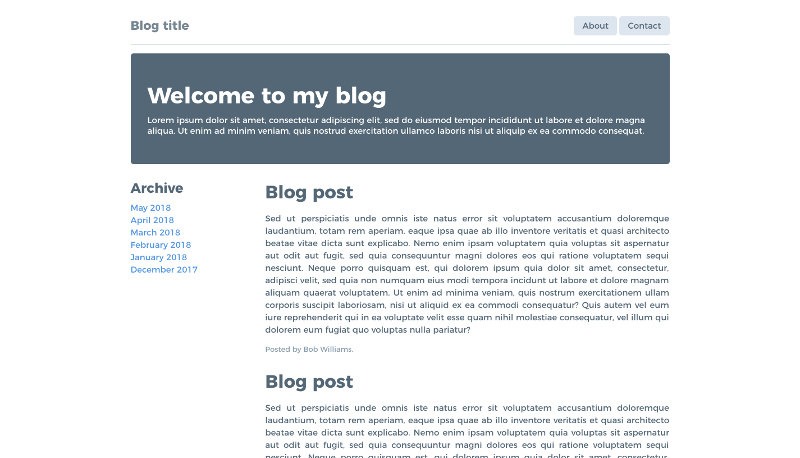 Blog title
About
Contact
Welcome to my blog
Lorem ipsum dolor sit amet, consectetur adipiscing elit, sed do eiusmod tempor incididunt ut labore et dolore magna
aliqua. Ut enim ad minim veniam, quis nostrud exercitation ullamco laboris nisi ut aliquip ex ea commodo consequat.
Archive
May 2018
April 2018
March 2018
February 2018
January 2018
December 2017
Blog post
Sed ut perspiciatis unde omnis iste natus error sit voluptatem accusantium doloremque
laudantium, totam rem aperiam, eaque ipsa quae ab illo inventore veritatis et quasi architecto
beatae vitae dicta sunt explicabo. Nemo enim ipsam voluptatem quia voluptas sit aspernatur
aut odit aut fugit, sed quia consequuntur magni dolores eos qui ratione voluptatem sequi
nesciunt. Neque porro quisquam est, qui dolorem ipsum quia dolor sit amet, consectetur,
adipisci velit, sed quia non numquam eius modi tempora incidunt ut labore et dolore magnam
aliquam quaerat voluptatem. Ut enim ad minima veniam, quis nostrum exercitationem ullam
corporis suscipit laboriosam, nisi ut aliquid ex ea commodi consequatur? Quis autem vel eum
iure reprehenderit qui in ea voluptate velit esse quam nihil molestiae consequatur, vel illum qui
dolorem eum fugiat quo voluptas nulla pariatur?
Posted by Bob Williams.
Blog post
Sed ut perspiciatis unde omnis iste natus error sit voluptatem accusantium doloremque
laudantium, totam rem aperiam, eaque ipsa quae ab illo inventore veritatis et quasi architecto
beatae vitae dicta sunt explicabo. Nemo enim ipsam voluptatem quia voluptas sit aspernatur
aut odit aut fugit, sed quia consequuntur magni dolores eos qui ratione voluptatem sequi
nesciunt. Neque porro quisquam est, qui dolorem ipsum quia dolor sit amet, consectetur,